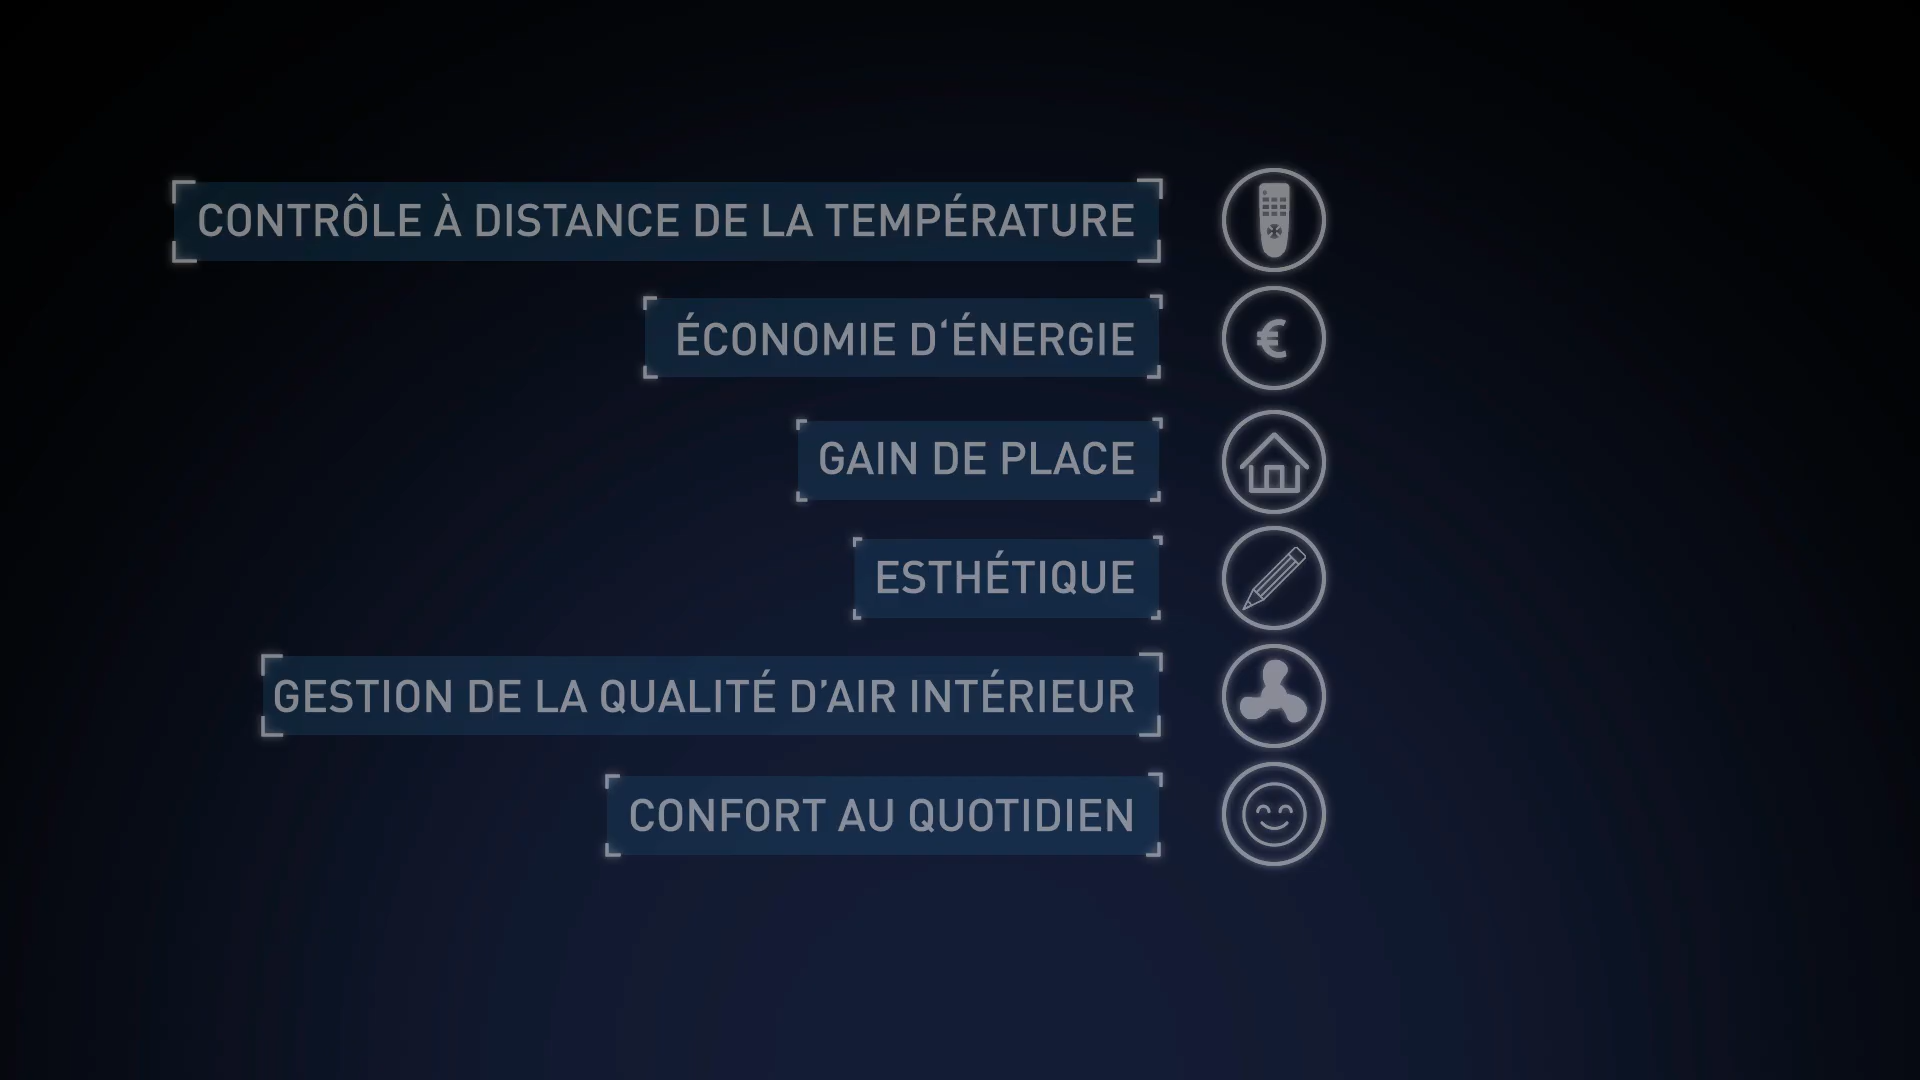 CONTRÔLE À DISTANCE DE LA TEMPÉRATURE
ÉCONOMIE D‘ÉNERGIE
€
GAIN DE PLACE
ESTHÉTIQUE
GESTION DE LA QUALITÉ D’AIR INTÉRIEUR
CONFORT AU QUOTIDIEN